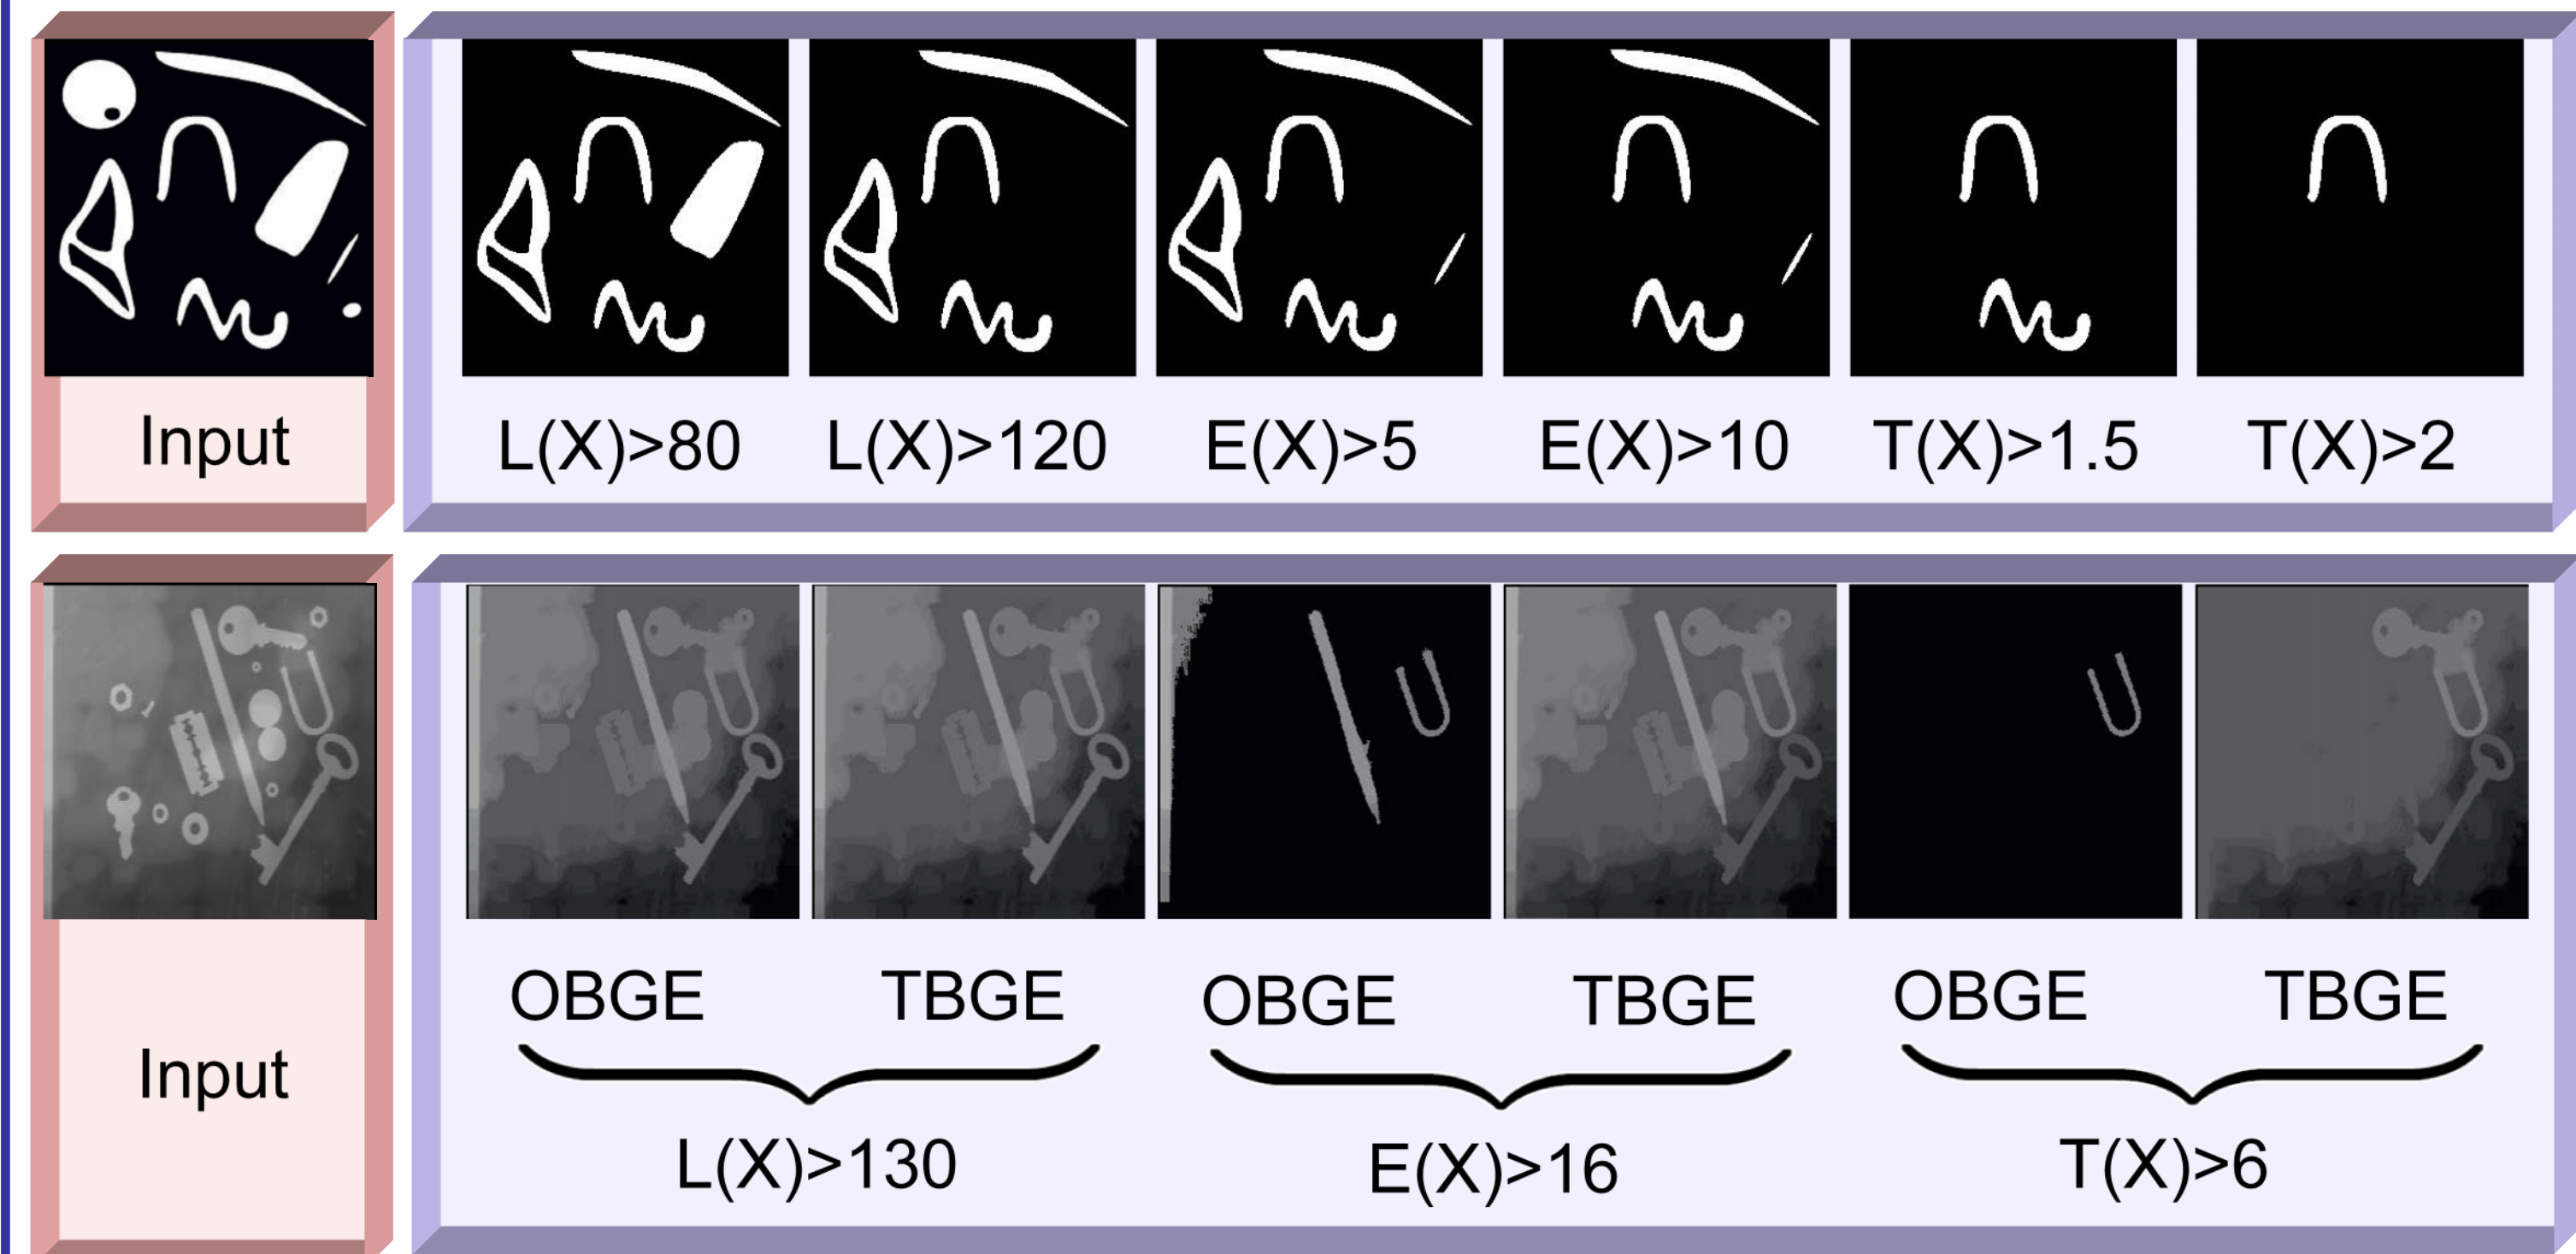 Input
L(X)>80
L(X)>120
E(X)>5
E(X)>10
T(X)>1.5
T(X)>2
Input
OBGE
TBGE
OBGE
TBGE
OBGE
TBGE
L(X)>130
E(X)>16
T(X)>6